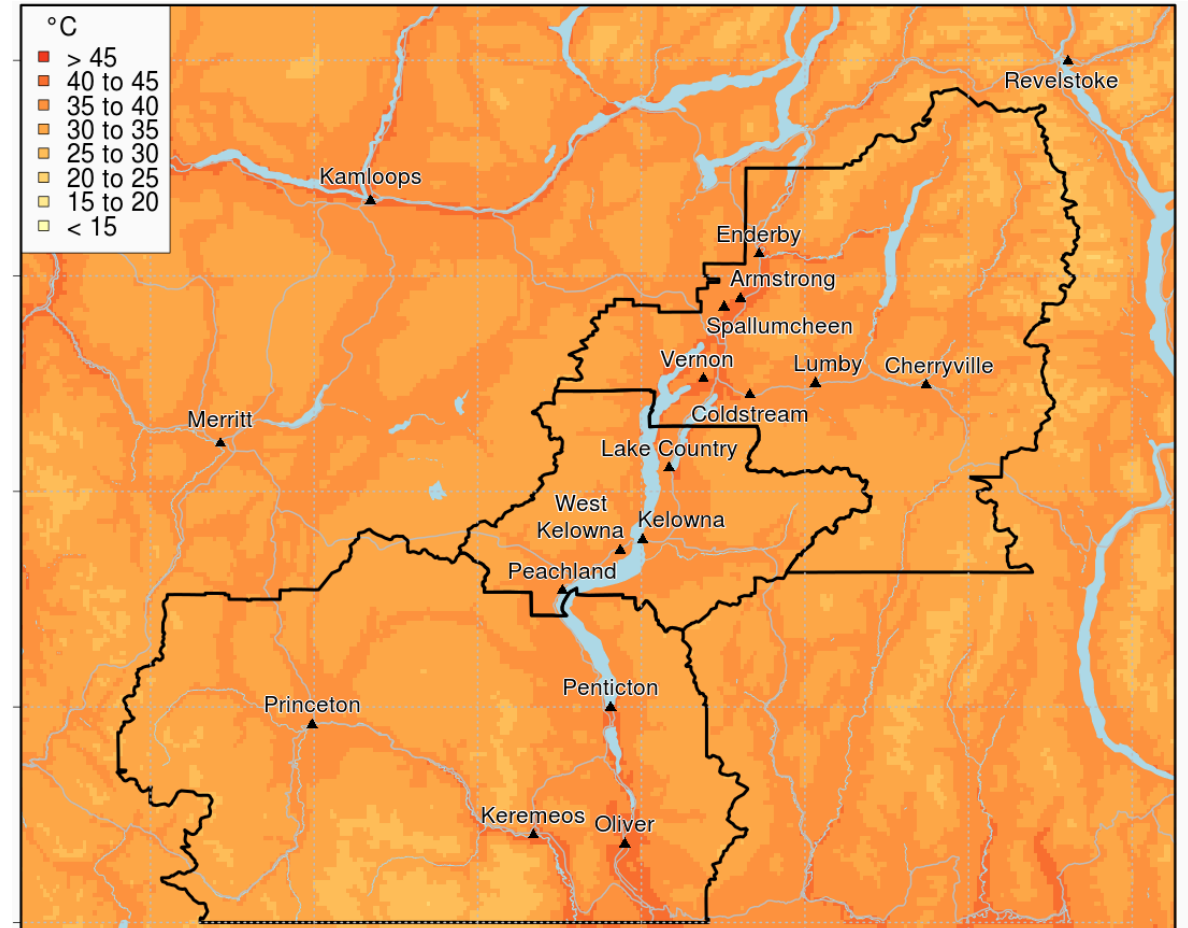 °C
> 45
40 to 45
35 to 40
30 to 35
25 to 30
20 to 25
15 to 20
< 15
Revelstoke
Kamloops
Enderby
Armstrong
Spallumcheen
Vernon
Lumby
Cherryville
Coldstream
Merritt
Lake Country
West
Kelowna
Kelowna
Peachland
Penticton
Princeton
Keremeos
Oliver